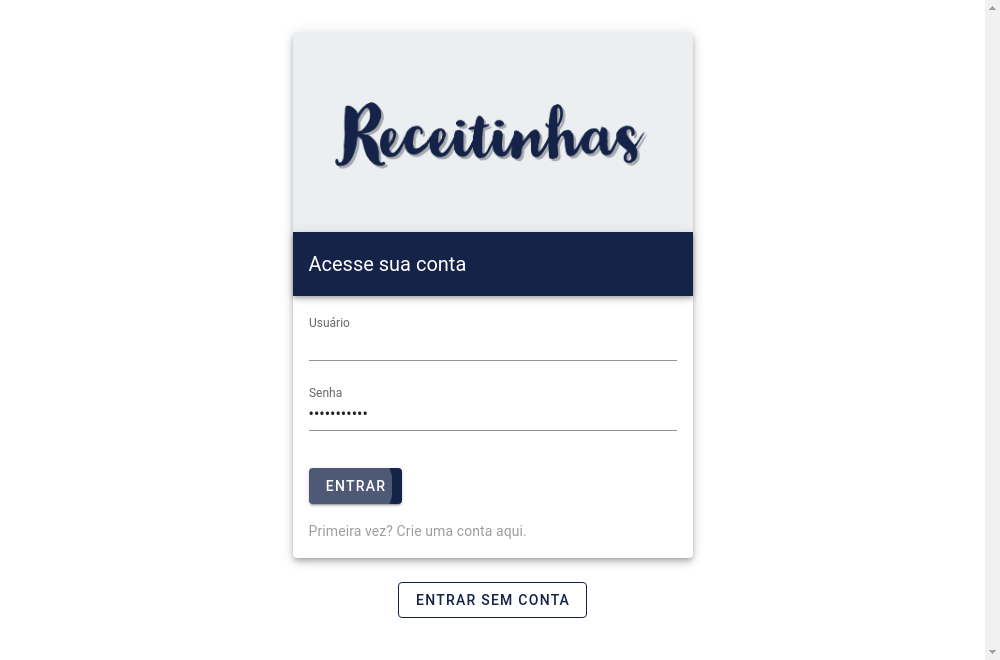 Receitinhas
Acesse sua conta
Usuário
Senha
•••••••••••
ENTRAR
Primeira vez? Crie uma conta aqui.
ENTRAR SEM CONTA